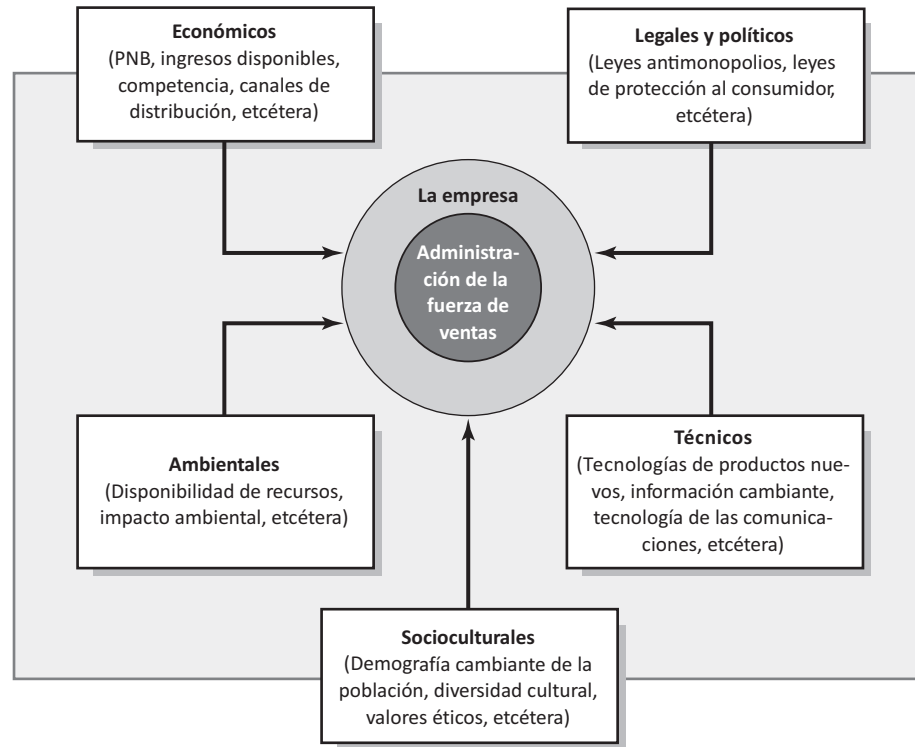 Económicos
(PNB, ingresos disponibles,
competencia, canales de
distribución, etcétera)
Legales y políticos
(Leyes antimonopolios, leyes
de protección al consumidor,
etcétera)
La empresa
Administra-
ción de la
fuerza de
ventas
Ambientales
(Disponibilidad de recursos,
impacto ambiental, etcétera)
Técnicos
(Tecnologías de productos nue-
vos, información cambiante,
tecnología de las comunica-
ciones, etcétera)
Socioculturales
(Demografía cambiante de la
población, diversidad cultural,
valores éticos, etcétera)